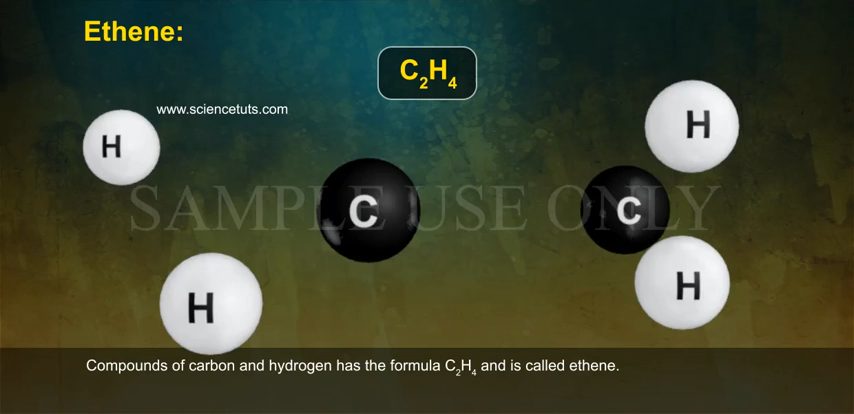 Ethene:
C₂H₄
www.sciencetuts.com
H
H
C
C
H
SAMPLE USE ONLY
H
Compounds of carbon and hydrogen has the formula C₂H₄ and is called ethene.